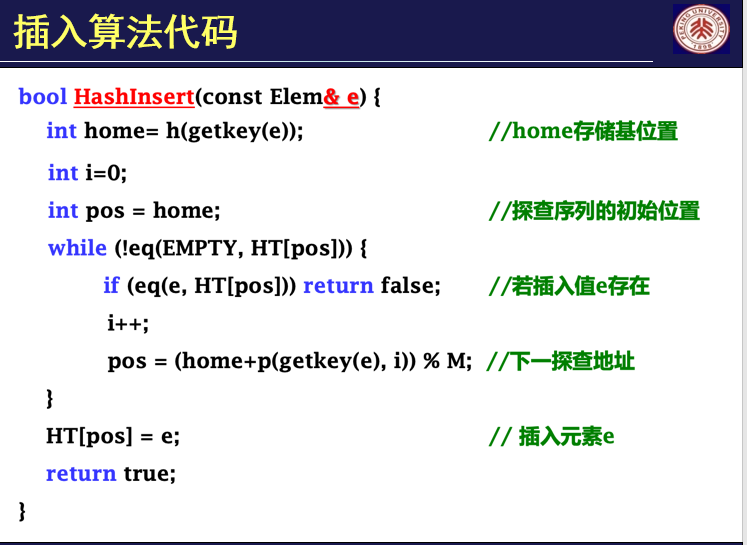 插入算法代码
PEKING UNIVERSITY
1898
bool HashInsert(const Elem& e) {
int home= h(getkey(e)); //home存储基位置
int i=0;
int pos = home; //探查序列的初始位置
while (!eq(EMPTY, HT[pos])) {
if (eq(e, HT[pos])) return false; //若插入值e存在
i++;
pos = (home+p(getkey(e), i)) % M; //下一探查地址
}
HT[pos] = e; // 插入元素e
return true;
}